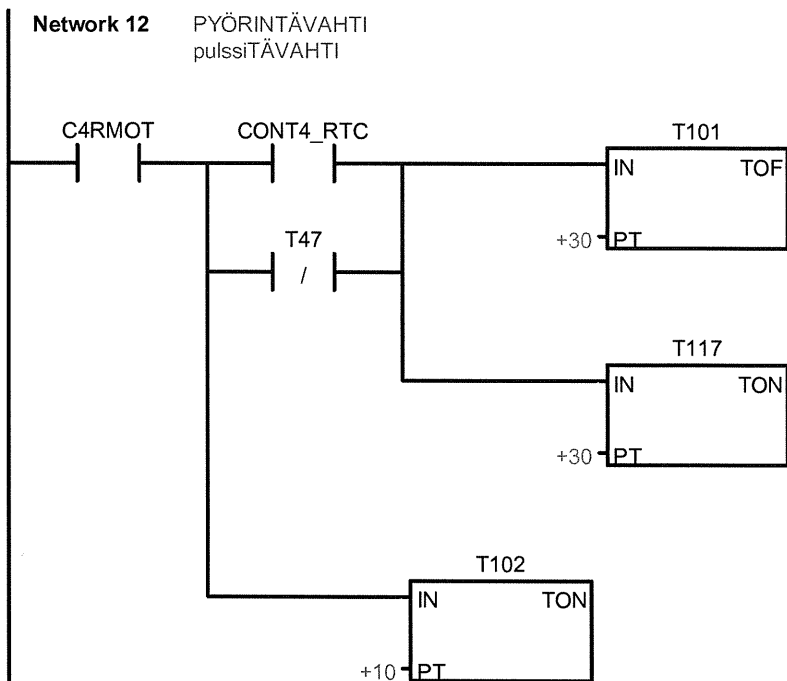 Network 12 PYÖRINTÄVAHTI
pulssiTÄVAHTI
C4RMOT CONT4_RTC T101
IN TOF
T47
+30 PT
/
T117
IN TON
+30 PT
T102
IN TON
+10 PT